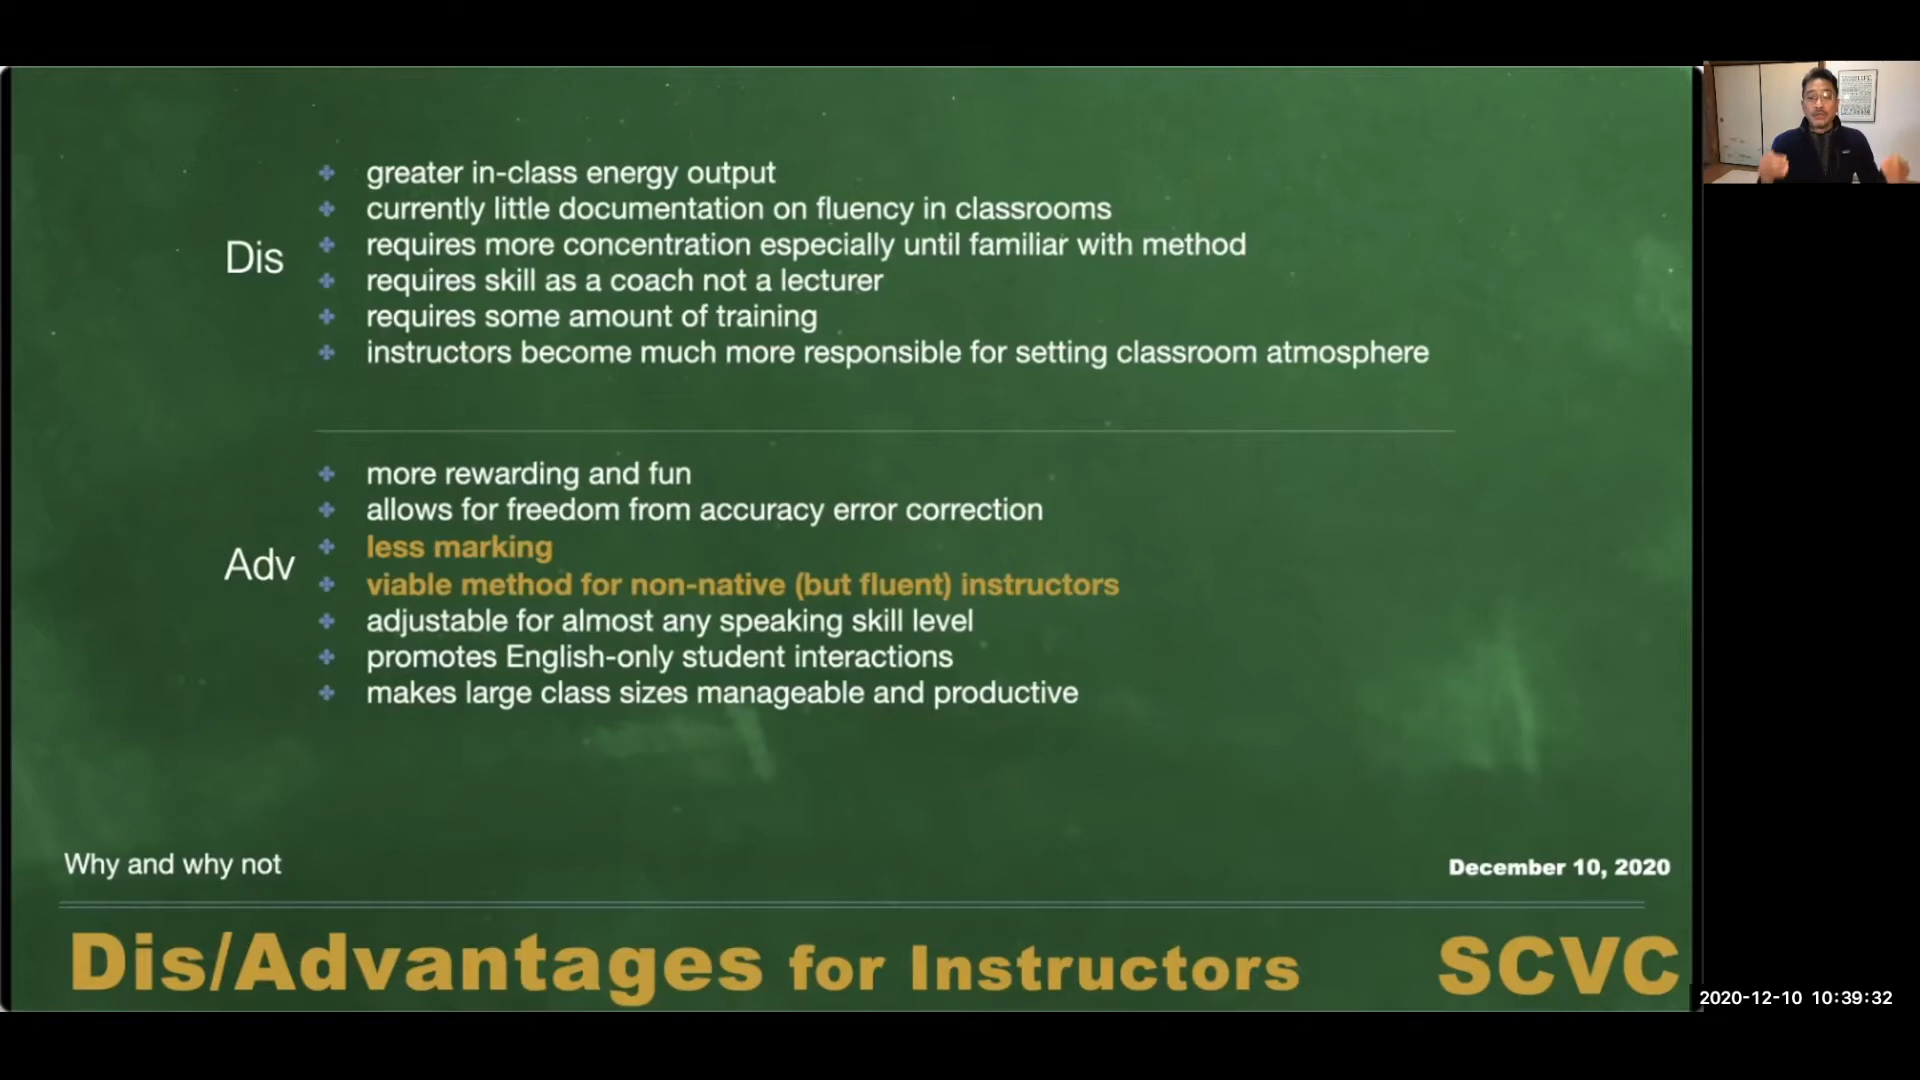 greater in-class energy output
currently little documentation on fluency in classrooms
Dis
requires more concentration especially until familiar with method
requires skill as a coach not a lecturer
requires some amount of training
instructors become much more responsible for setting classroom atmosphere
more rewarding and fun
allows for freedom from accuracy error correction
less marking
Adv
viable method for non-native (but fluent) instructors
adjustable for almost any speaking skill level
promotes English-only student interactions
makes large class sizes manageable and productive
Why and why not
December 10, 2020
Dis/Advantages for Instructors
SCVC
2020-12-10 10:39:32